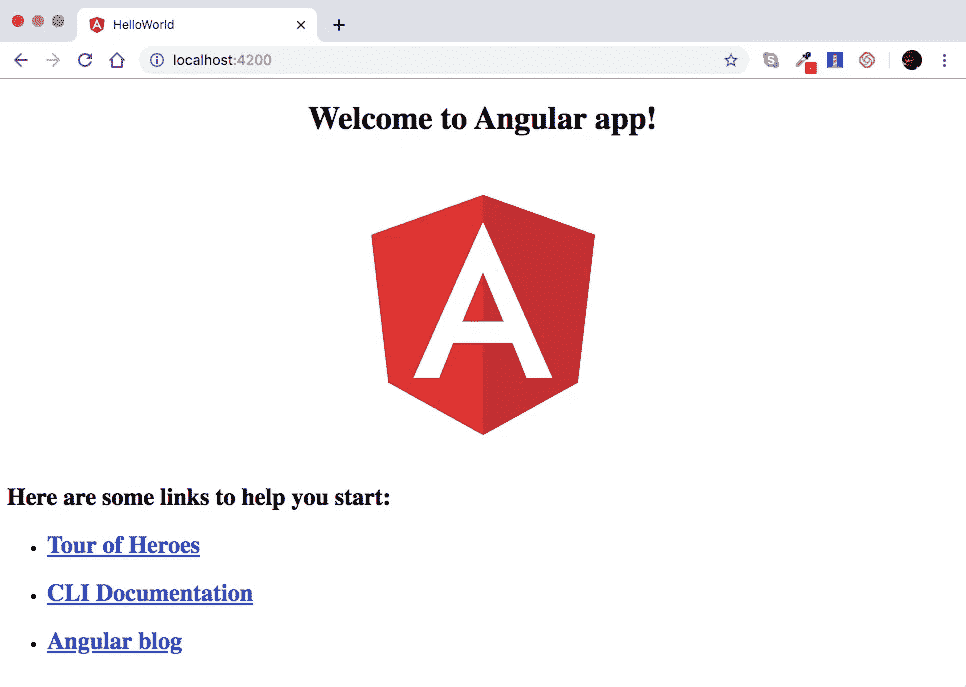 HelloWorld
localhost:4200
Welcome to Angular app!
A
Here are some links to help you start:
Tour of Heroes
CLI Documentation
Angular blog